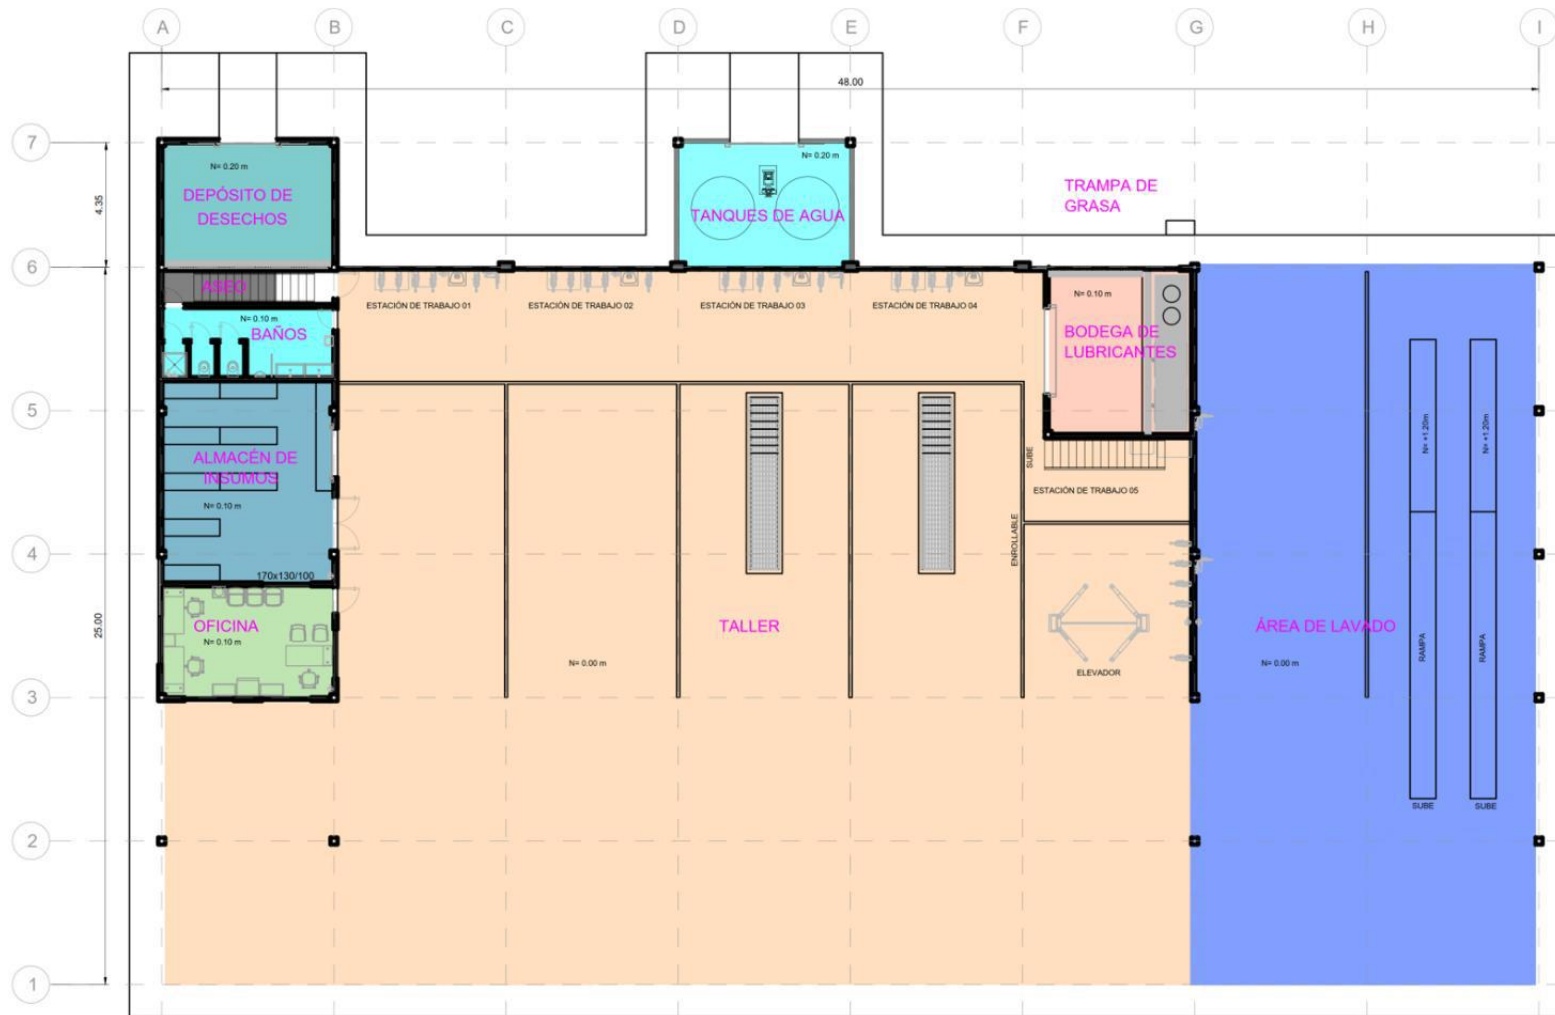 A B C D E F G H I
48.00
7
N= 0.20 m
N= 0.20 m
4.35
DEPÓSITO DE
DESECHOS
TANQUES DE AGUA
TRAMPA DE
GRASA
6
ASEO
ESTACIÓN DE TRABAJO 01
ESTACIÓN DE TRABAJO 02
ESTACIÓN DE TRABAJO 03
ESTACIÓN DE TRABAJO 04
N= 0.10 m
N= 0.10 m
BAÑOS
BODEGA DE
LUBRICANTES
5
N= +1.20m
N= +1.20m
ALMACÉN DE
INSUMOS
N= 0.10 m
SUBE
ESTACIÓN DE TRABAJO 05
ENROLLABLE
4
170x130/100
25.00
OFICINA
N= 0.10 m
TALLER
N= 0.00 m
ELEVADOR
ÁREA DE LAVADO
N= 0.00 m
RAMPA
RAMPA
3
SUBE
SUBE
2
1